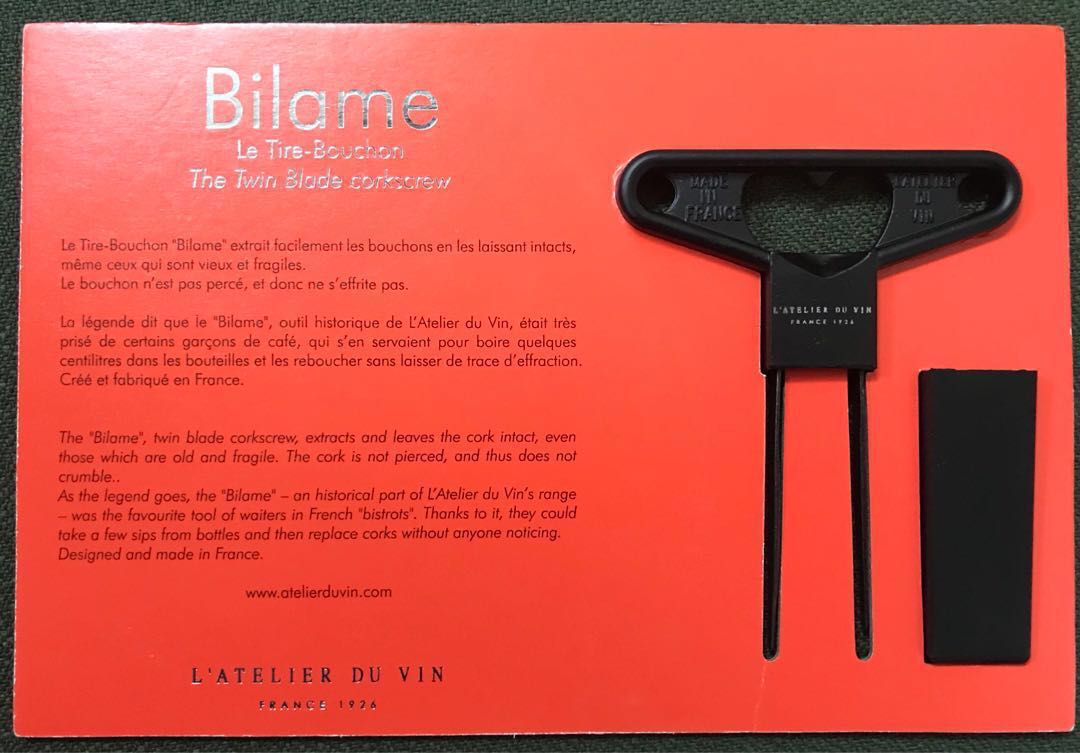 Bilame
Le Tire-Bouchon
The Twin Blade corkscrew
Le Tire-Bouchon "Bilame" extrait facilement les bouchons en les laissant intacts,
même ceux qui sont vieux et fragiles.
Le bouchon n'est pas percé, et donc ne s'effrite pas.
La légende dit que le "Bilame", outil historique de L'Atelier du Vin, était très
prisé de certains garçons de café, qui s'en servaient pour boire quelques
centilitres dans les bouteilles et les reboucher sans laisser de trace d'effraction.
Créé et fabriqué en France.
The "Bilame", twin blade corkscrew, extracts and leaves the cork intact, even
those which are old and fragile. The cork is not pierced, and thus does not
crumble..
As the legend goes, the "Bilame" – an historical part of L'Atelier du Vin's range
– was the favourite tool of waiters in French "bistrots". Thanks to it, they could
take a few sips from bottles and then replace corks without anyone noticing.
Designed and made in France.
www.atelierduvin.com
L'ATELIER DU VIN
FRANCE 1926
MADE
IN
FRANCE
L'ATELIER
DU
VIN
L'ATELIER DU VIN
FRANCE 1926